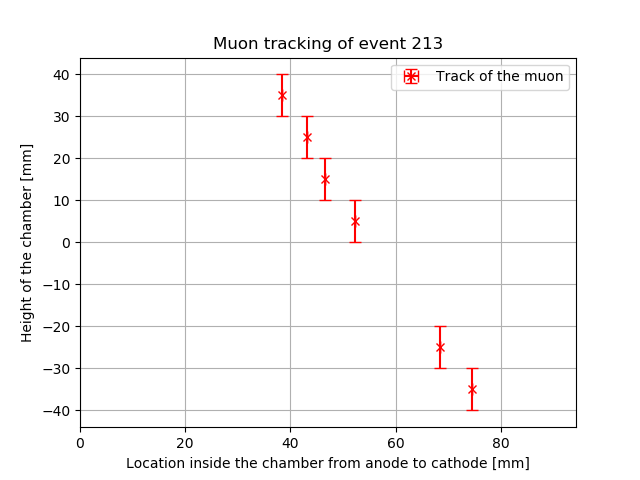 Muon tracking of event 213
Track of the muon
40
30
20
10
0
−10
−20
−30
−40
Height of the chamber [mm]
0 20 40 60 80
Location inside the chamber from anode to cathode [mm]